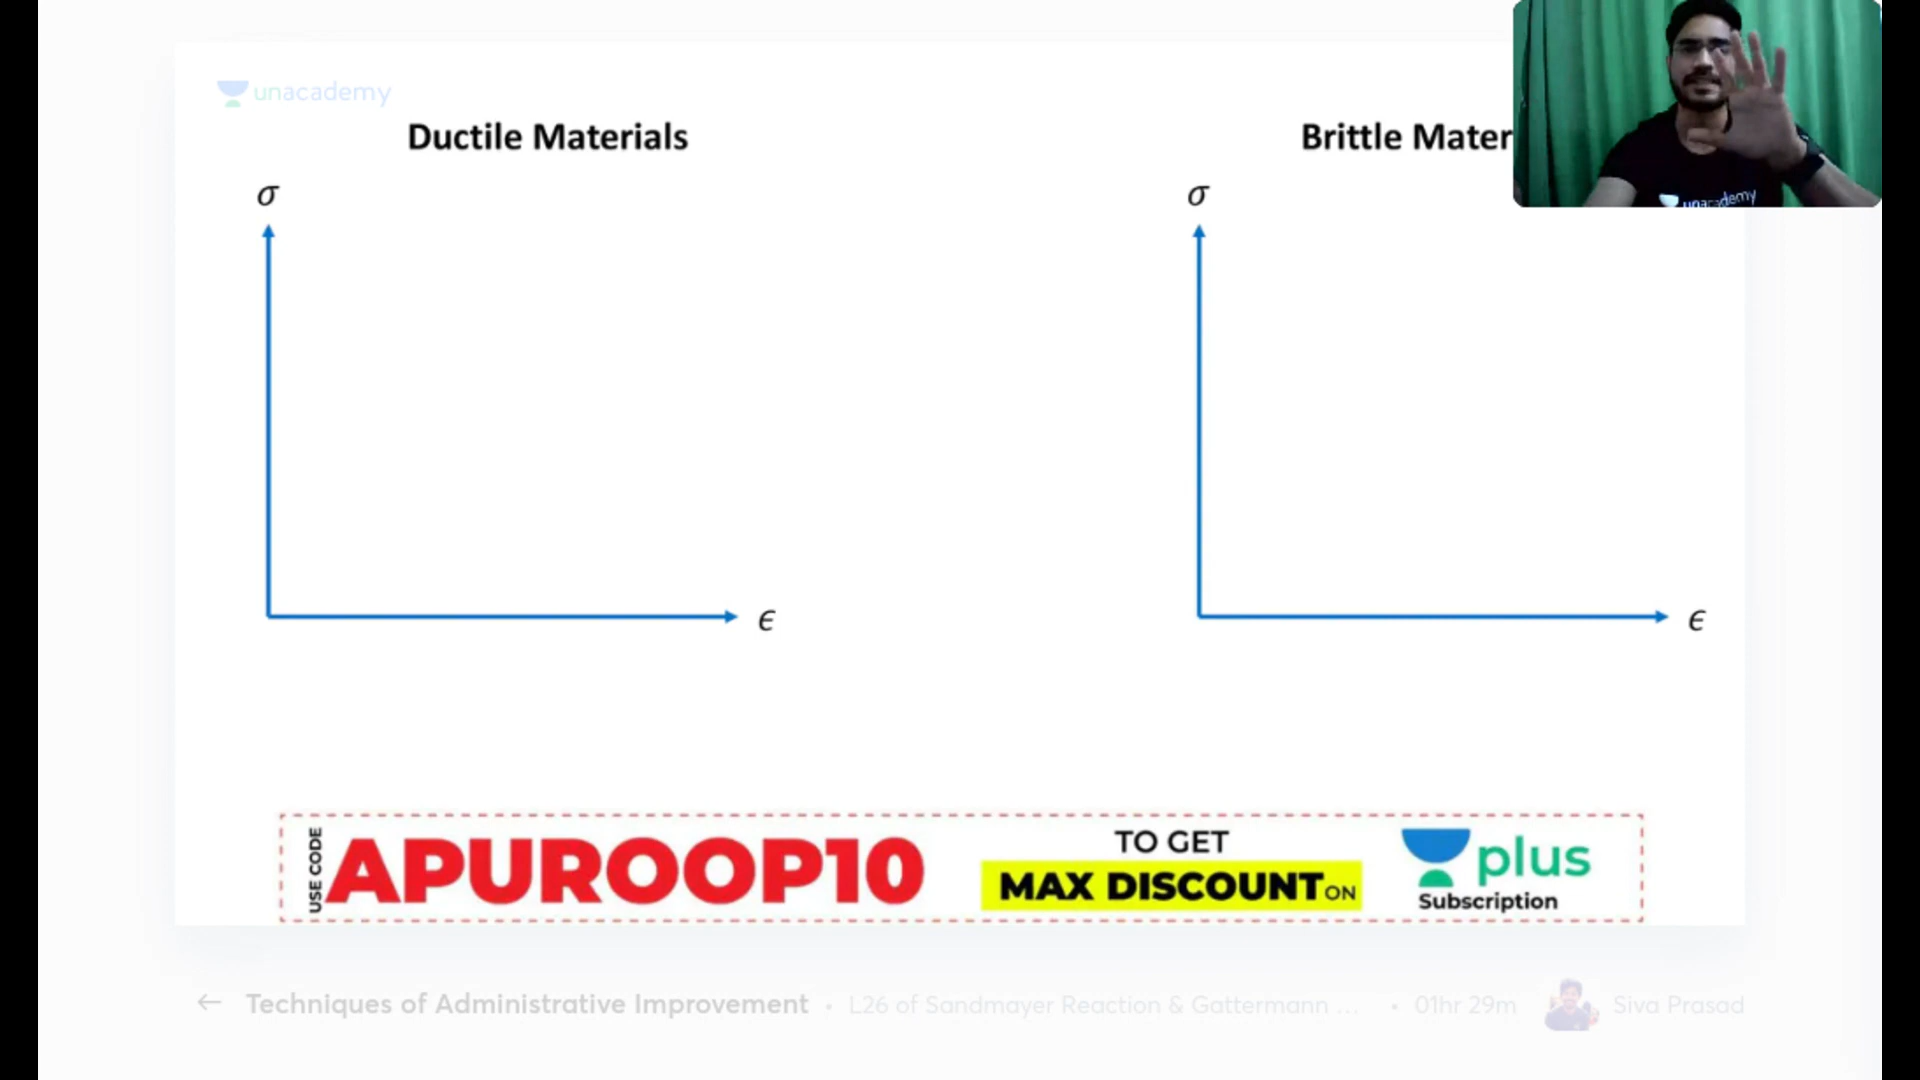 unacademy
Ductile Materials
Brittle Mater
σ
σ
unacademy
ϵ
ϵ
USE CODE
APUROOP10
TO GET
MAX DISCOUNT ON
plus
Subscription
← Techniques of Administrative Improvement • L26 of Sandmayer Reaction & Gattermann ... • 01hr 29m Siva Prasad